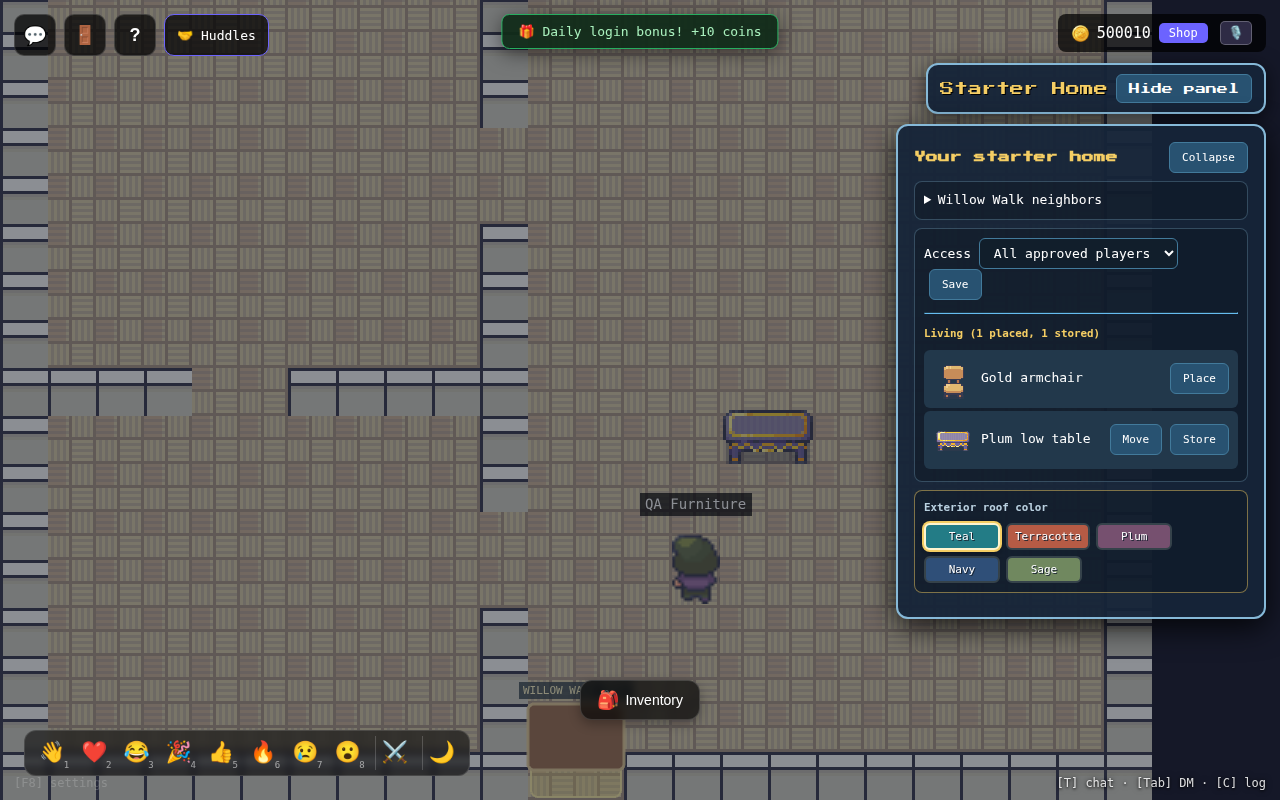 ? Huddles
Daily login bonus! +10 coins
500010 Shop
Starter Home Hide panel
Your starter home Collapse
Willow Walk neighbors
Access All approved players
Save
Living (1 placed, 1 stored)
Gold armchair Place
Plum low table Move Store
Exterior roof color
Teal Terracotta Plum
Navy Sage
QA Furniture
WILLOW WA
Inventory
1 2 3 4 5 6 7 8
[F8] settings
[T] chat · [Tab] DM · [C] log